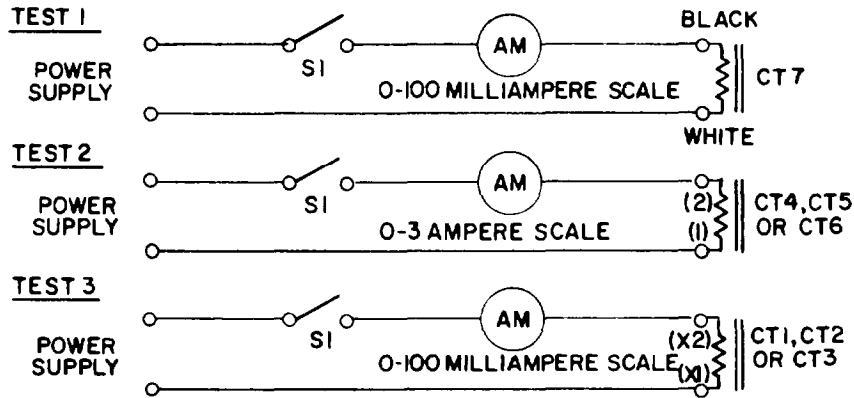 TEST 1
BLACK
POWER
SUPPLY
S1
AM
0-100 MILLIAMPERE SCALE
CT7
WHITE
TEST 2
POWER
SUPPLY
S1
AM
0-3 AMPERE SCALE
(2)
(1)
CT4, CT5
OR CT6
TEST 3
POWER
SUPPLY
S1
AM
0-100 MILLIAMPERE SCALE
(X2)
(X1)
CT1, CT2
OR CT3